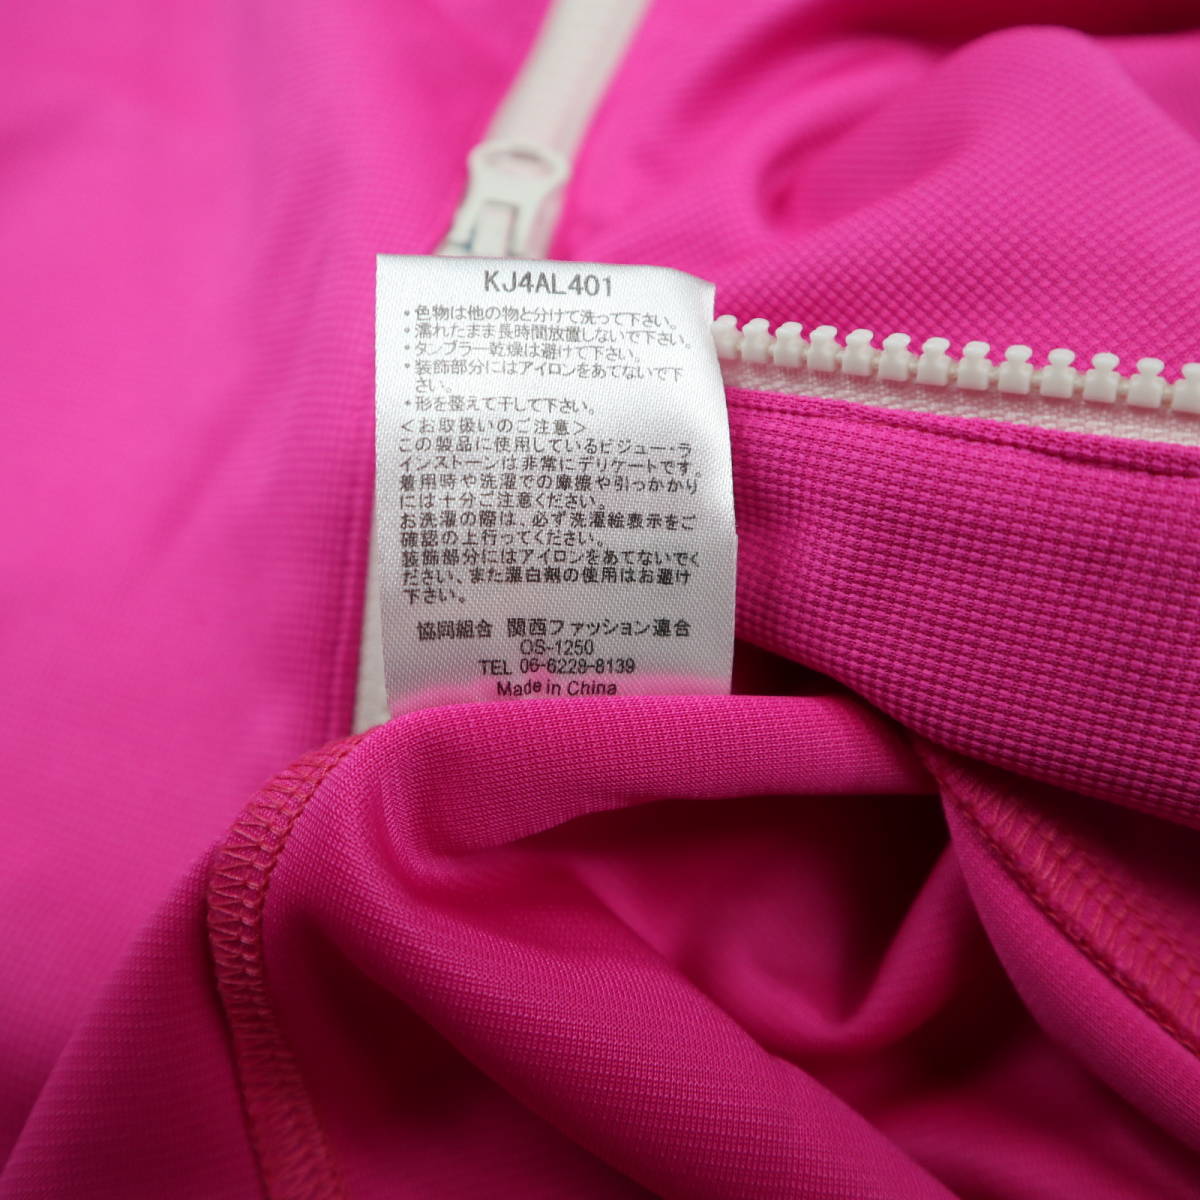 KJ4AL401
・色物は他の物と分けて洗って下さい。
・濡れたまま長時間放置しないで下さい。
・タンブラー乾燥は避けて下さい。
・装飾部分にはアイロンをあてないで下
さい。
・形を整えて干して下さい。
＜お取扱いのご注意＞
この製品に使用しているビジュー・ラ
インストーンは非常にデリケートです。
着用時や洗濯での摩擦や引っかかり
には十分ご注意ください。
お洗濯の際は、必ず洗濯絵表示をご
確認の上行ってください。
装飾部分にはアイロンをあてないでく
ださい、また漂白剤の使用はお避け
下さい。
協同組合 関西ファッション連合
OS-1250
TEL 06-6228-8139
Made in China